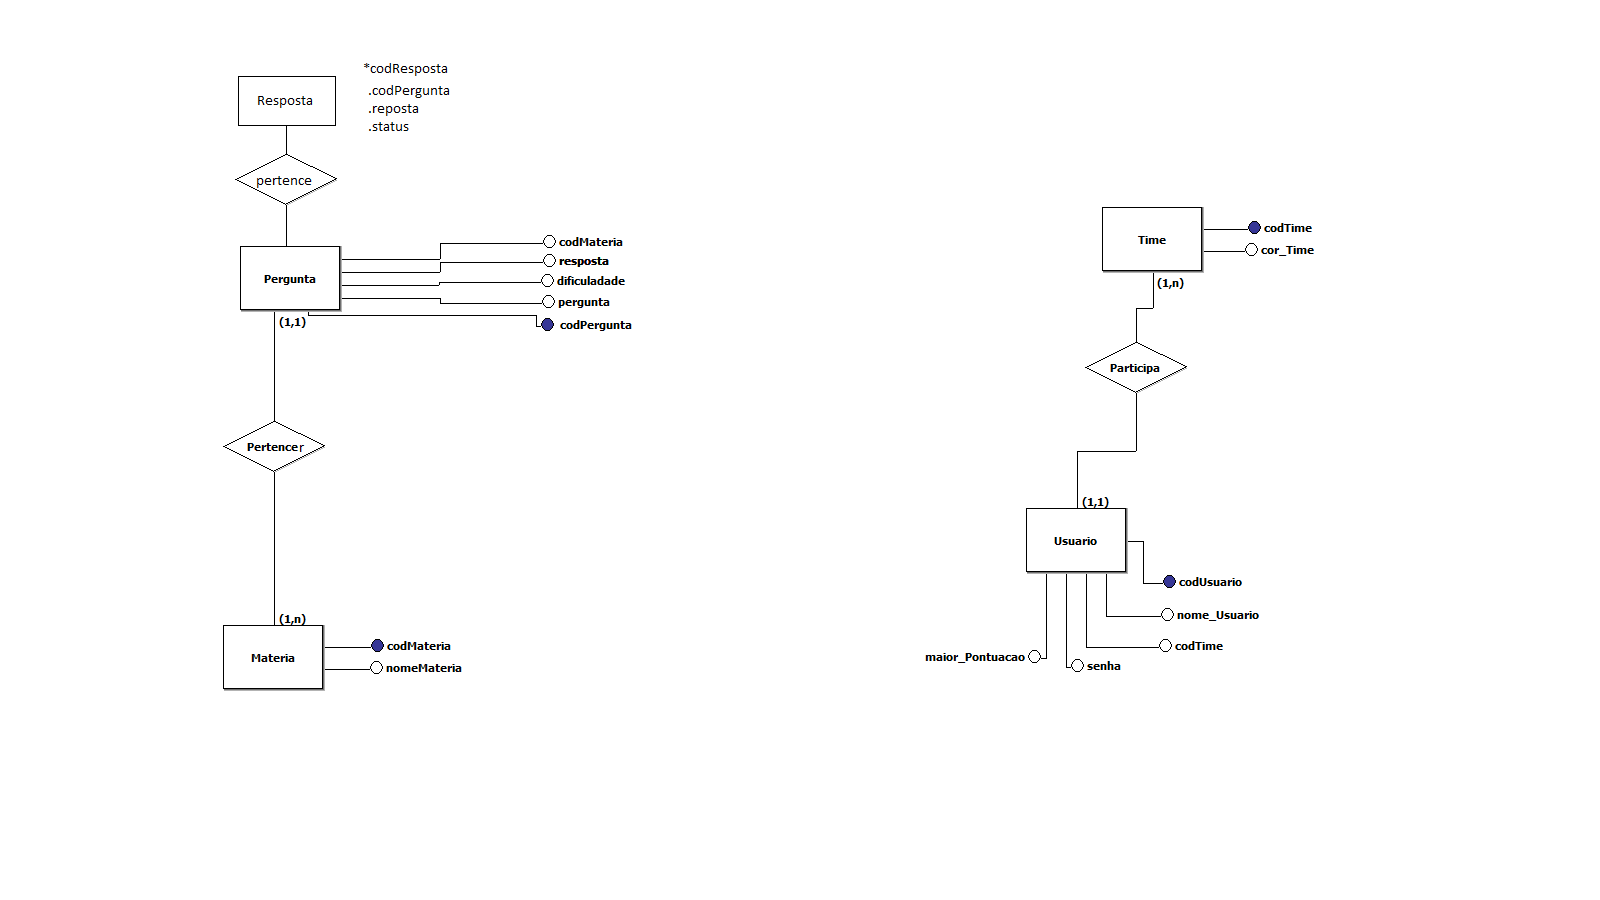 *codResposta
.codPergunta
.reposta
.status
Resposta
pertence
Pergunta
codMateria
resposta
dificuladade
pergunta
codPergunta
(1,1)
Pertencer
(1,n)
Materia
codMateria
nomeMateria
Time
codTime
cor_Time
(1,n)
Participa
(1,1)
Usuario
codUsuario
nome_Usuario
codTime
senha
maior_Pontuacao